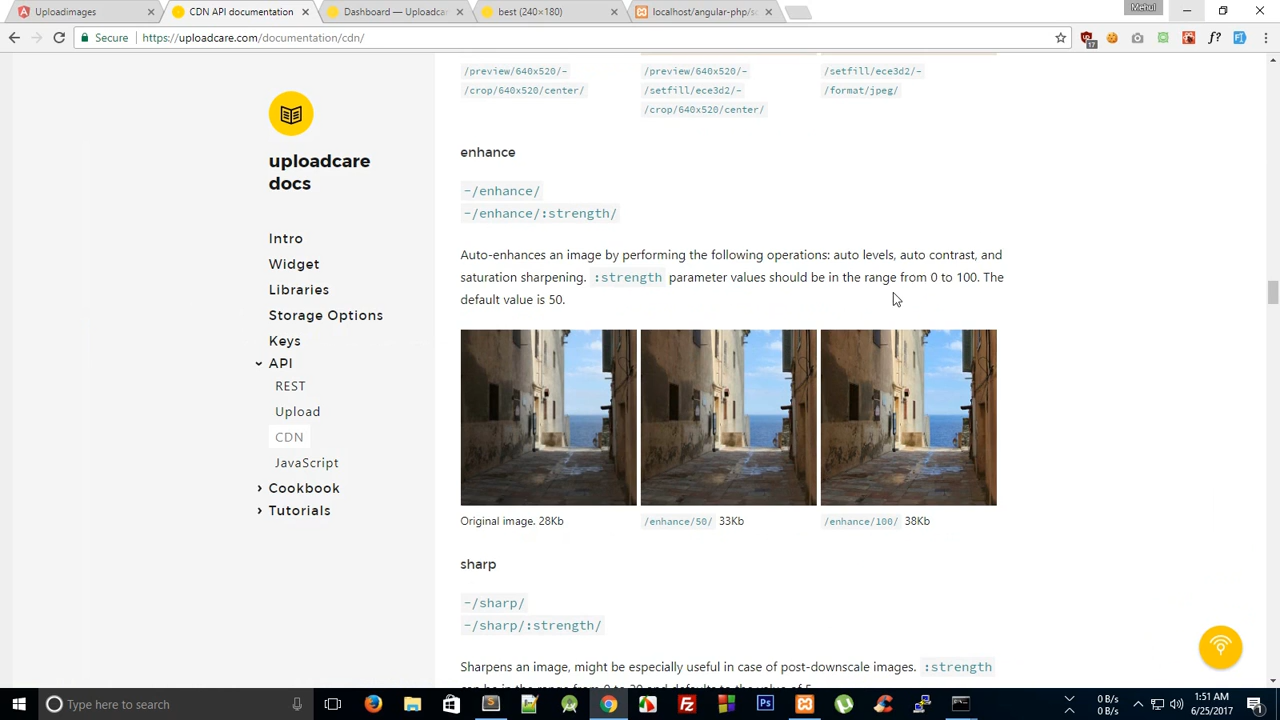 Uploadimages
CDN API documentation
Dashboard — Uploadca
best (240×180)
localhost/angular-php/s
Mehul
Secure
https://uploadcare.com/documentation/cdn/
17
uploadcare
docs
Intro
Widget
Libraries
Storage Options
Keys
API
REST
Upload
CDN
JavaScript
Cookbook
Tutorials
/preview/640x520/-
/crop/640x520/center/
/preview/640x520/-
/setfill/ece3d2/-
/crop/640x520/center/
/setfill/ece3d2/-
/format/jpeg/
enhance
-/enhance/
-/enhance/:strength/
Auto-enhances an image by performing the following operations: auto levels, auto contrast, and
saturation sharpening. :strength parameter values should be in the range from 0 to 100. The
default value is 50.
Original image. 28Kb
/enhance/50/ 33Kb
/enhance/100/ 38Kb
sharp
-/sharp/
-/sharp/:strength/
Sharpens an image, might be especially useful in case of post-downscale images. :strength
Type here to search
0 B/s
0 B/s
1:51 AM
6/25/2017